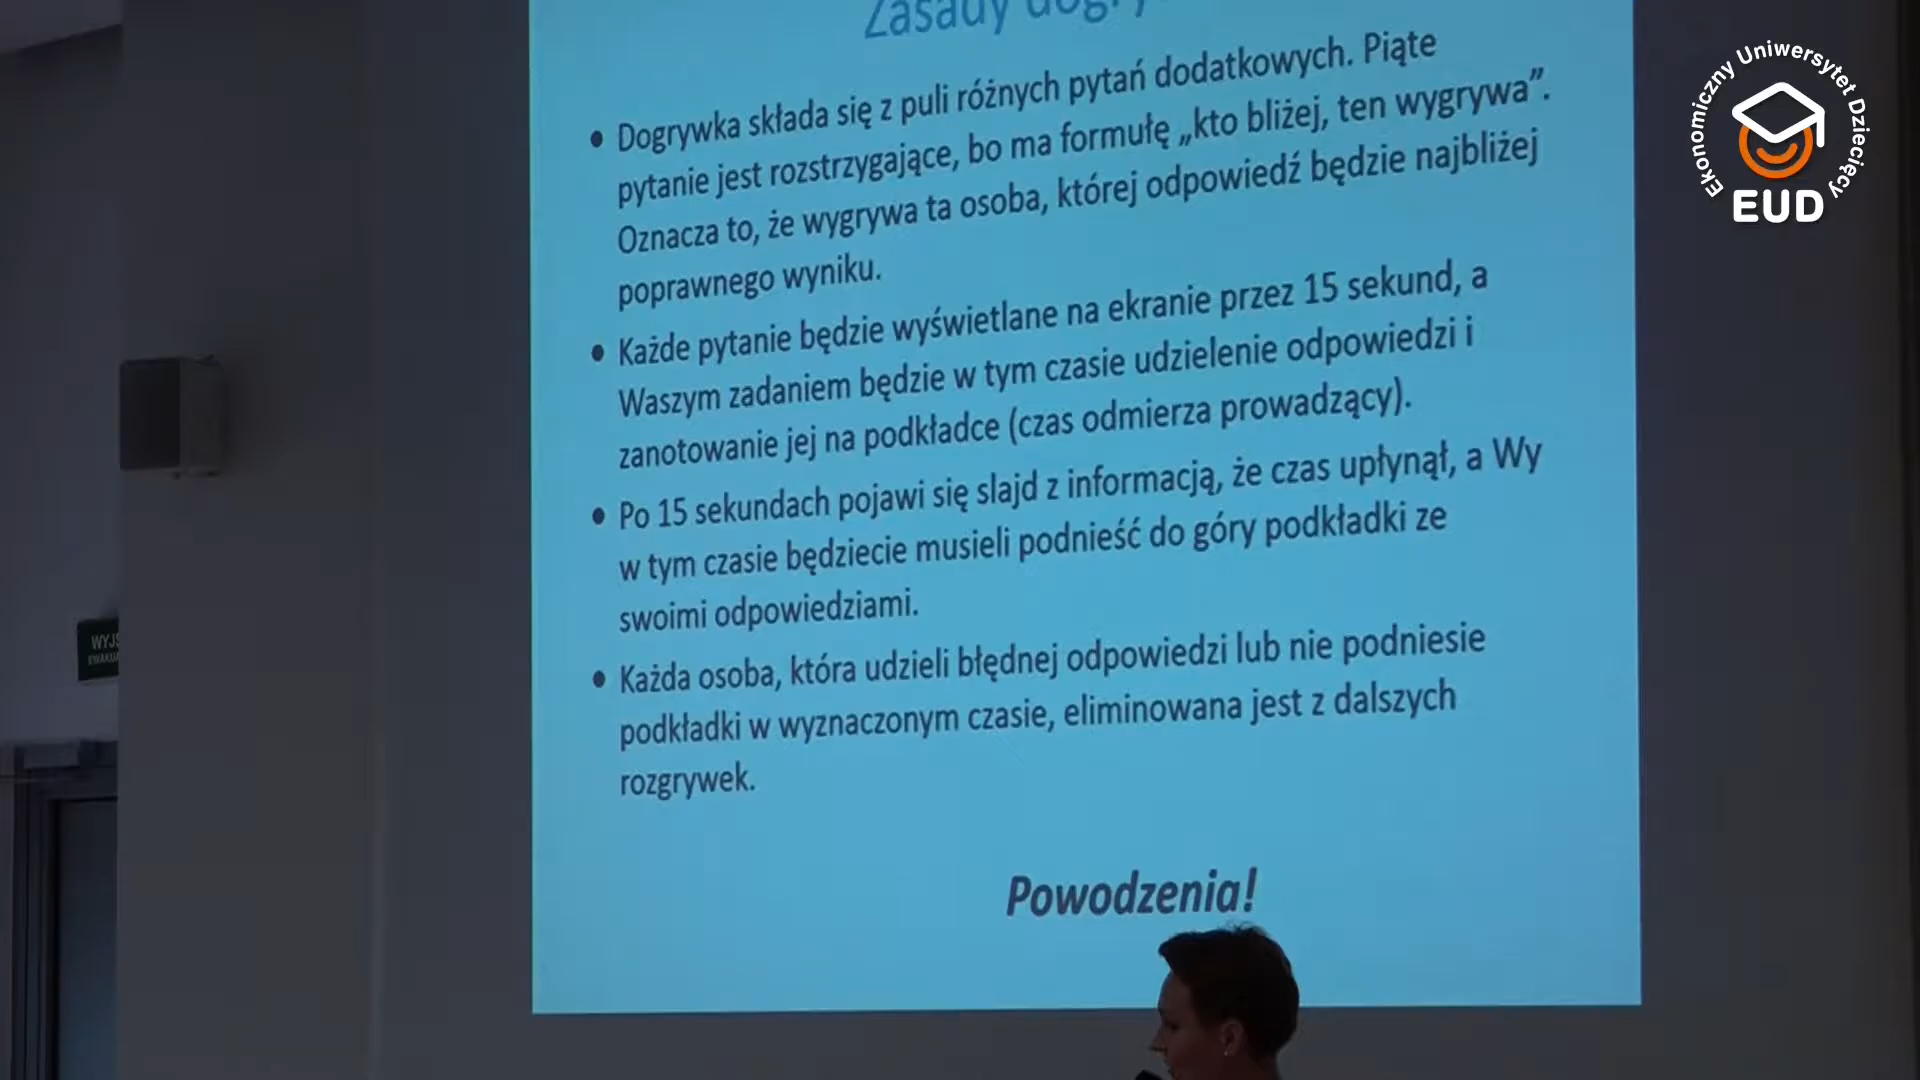 Zasady
Dogrywka składa się z puli różnych pytań dodatkowych. Piąte
pytanie jest rozstrzygające, bo ma formułę „kto bliżej, ten wygrywa”.
Oznacza to, że wygrywa ta osoba, której odpowiedź będzie najbliżej
poprawnego wyniku.
Każde pytanie będzie wyświetlane na ekranie przez 15 sekund, a
Waszym zadaniem będzie w tym czasie udzielenie odpowiedzi i
zanotowanie jej na podkładce (czas odmierza prowadzący).
Po 15 sekundach pojawi się slajd z informacją, że czas upłynął, a Wy
w tym czasie będziecie musieli podnieść do góry podkładki ze
swoimi odpowiedziami.
Każda osoba, która udzieli błędnej odpowiedzi lub nie podniesie
podkładki w wyznaczonym czasie, eliminowana jest z dalszych
rozgrywek.
Powodzenia!
Ekonomiczny Uniwersytet Dziecięcy
EUD